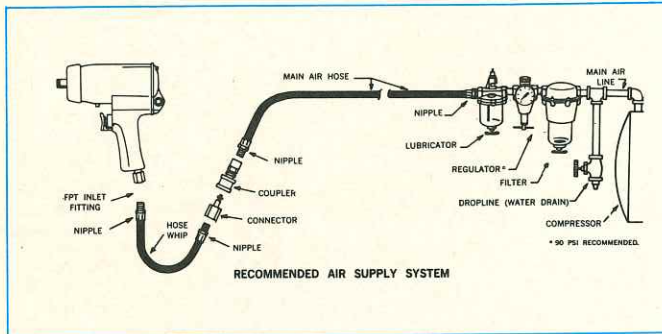 MAIN AIR HOSE
MAIN AIR
LINE
NIPPLE
LUBRICATOR
REGULATOR*
FILTER
DROPLINE (WATER DRAIN)
COMPRESSOR
* 90 PSI RECOMMENDED.
NIPPLE
COUPLER
CONNECTOR
NIPPLE
FPT INLET
FITTING
NIPPLE
HOSE
WHIP
RECOMMENDED AIR SUPPLY SYSTEM